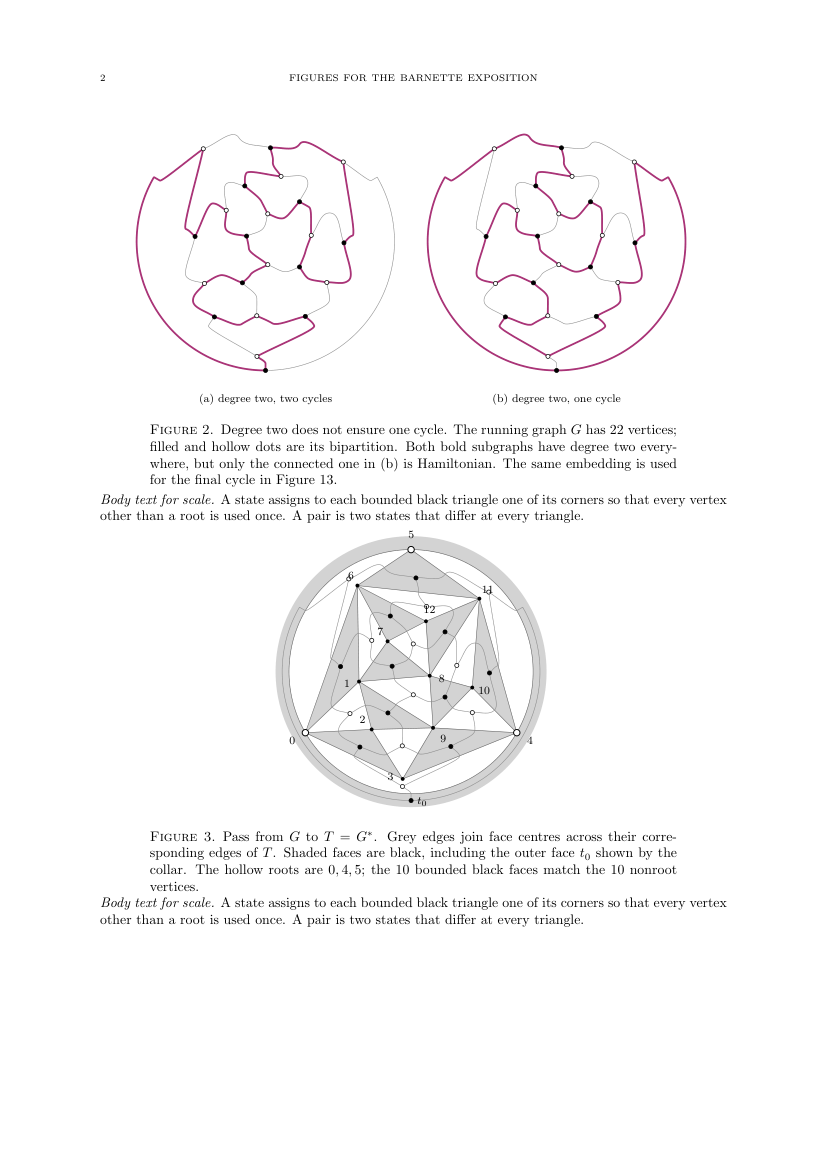 2
FIGURES FOR THE BARNETTE EXPOSITION
(a) degree two, two cycles
(b) degree two, one cycle
FIGURE 2. Degree two does not ensure one cycle. The running graph G has 22 vertices;
filled and hollow dots are its bipartition. Both bold subgraphs have degree two every-
where, but only the connected one in (b) is Hamiltonian. The same embedding is used
for the final cycle in Figure 13.
Body text for scale. A state assigns to each bounded black triangle one of its corners so that every vertex
other than a root is used once. A pair is two states that differ at every triangle.
5
6
11
12
7
8
1
10
2
9
0
4
3
t₀
FIGURE 3. Pass from G to T = G*. Grey edges join face centres across their corre-
sponding edges of T. Shaded faces are black, including the outer face t₀ shown by the
collar. The hollow roots are 0, 4, 5; the 10 bounded black faces match the 10 nonroot
vertices.
Body text for scale. A state assigns to each bounded black triangle one of its corners so that every vertex
other than a root is used once. A pair is two states that differ at every triangle.